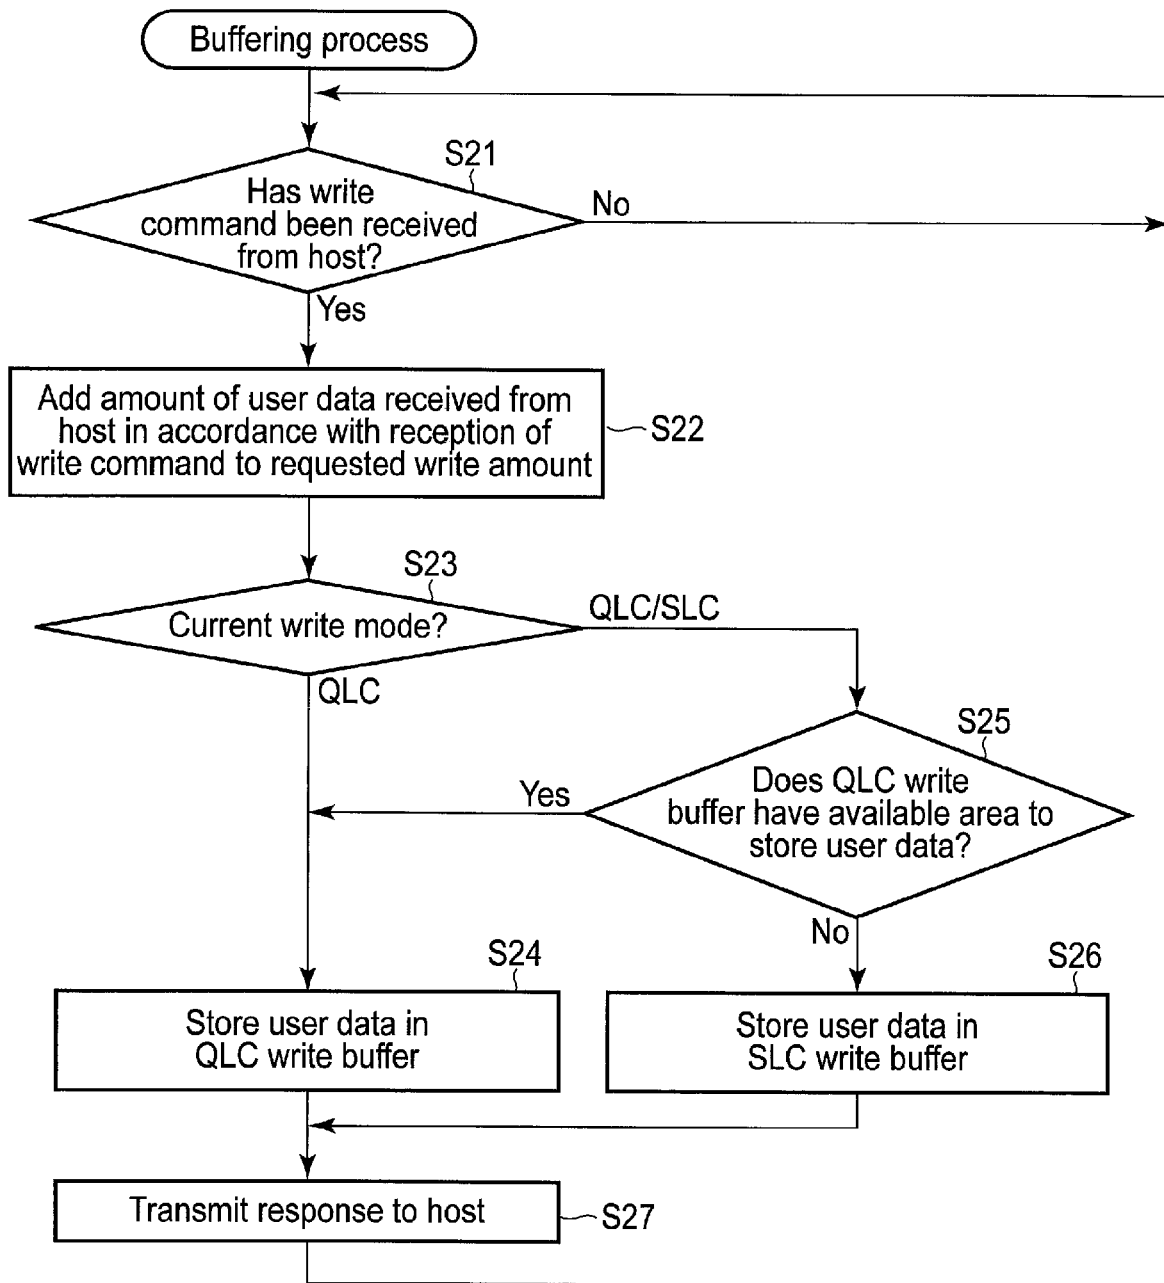 Buffering process
S21
Has write
command been received
from host?
No
Yes
Add amount of user data received from
host in accordance with reception of
write command to requested write amount
S22
S23
Current write mode?
QLC/SLC
QLC
S25
Does QLC write
buffer have available area to
store user data?
Yes
No
S24
Store user data in
QLC write buffer
S26
Store user data in
SLC write buffer
Transmit response to host
S27